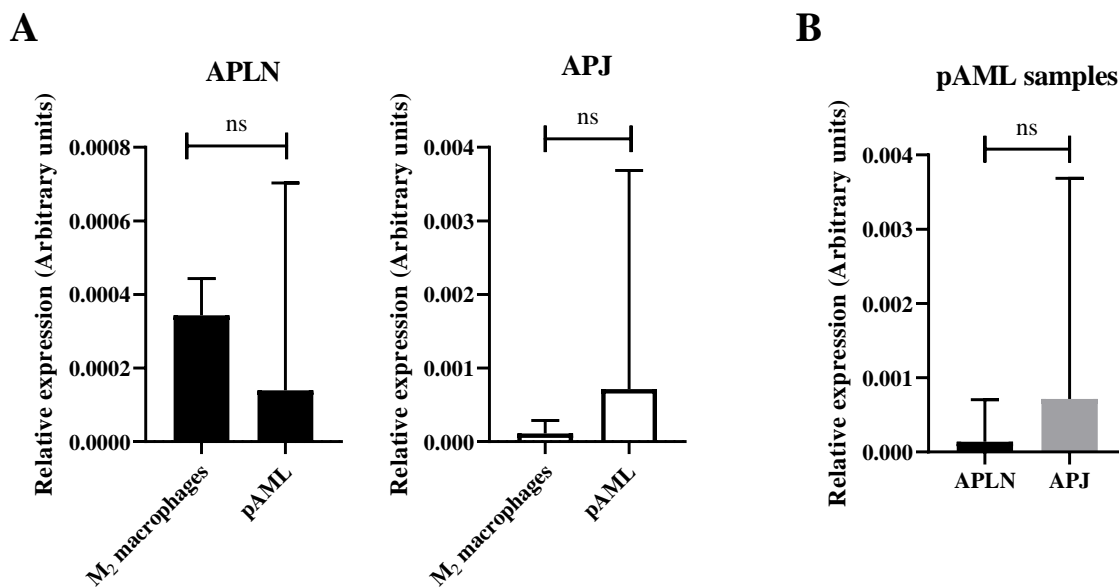 A
APLN
Relative expression (Arbitrary units)
ns
0.0008
0.0006
0.0004
0.0002
0.0000
M₂ macrophages
pAML
APJ
Relative expression (Arbitrary units)
ns
0.004
0.003
0.002
0.001
0.000
M₂ macrophages
pAML
B
pAML samples
Relative expression (Arbitrary units)
ns
0.004
0.003
0.002
0.001
0.000
APLN
APJ